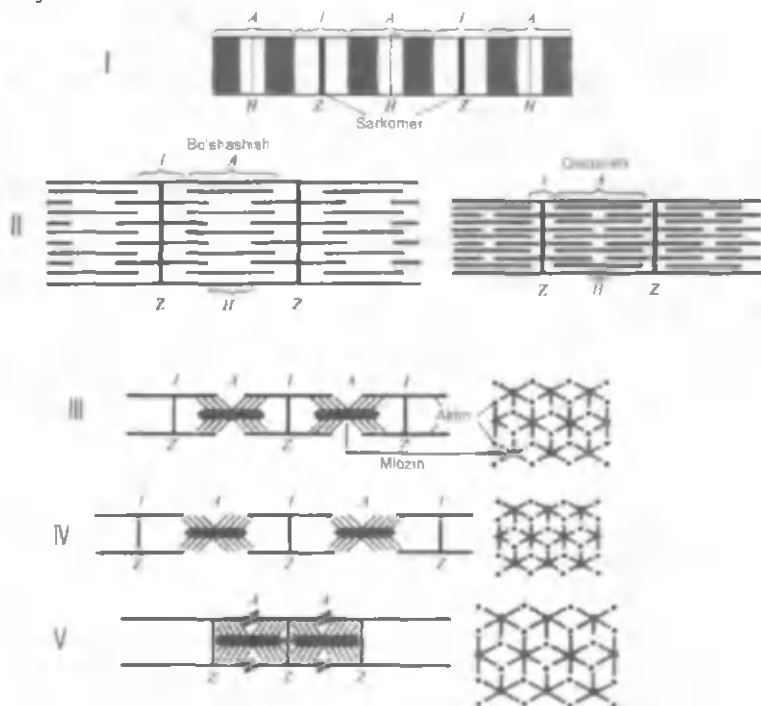 A I A I A
I
H Z H Z H
Sarkomer
Bo'shashish
I A
I A
II
Z H Z
Z H Z
I A I A I
III
Z Z Z
Aktin
Miozin
I A I A I
IV
Z Z Z
A A
V
Z Z Z